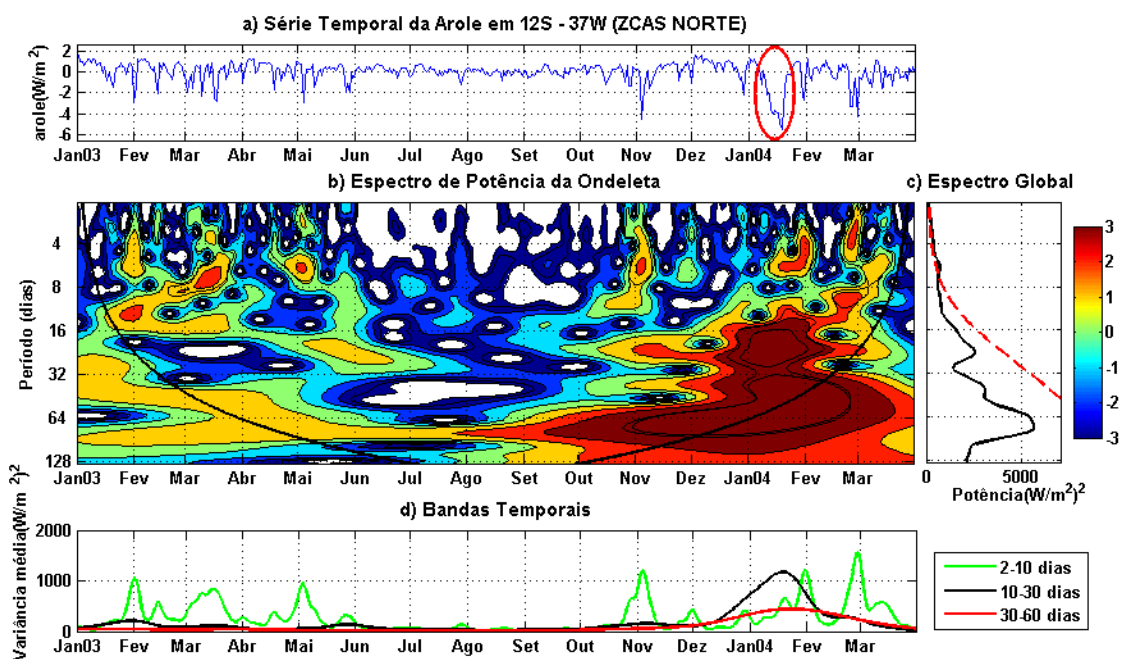 a) Série Temporal da Arole em 12S - 37W (ZCAS NORTE)
arole(W/m²)
2
0
-2
-4
-6
Jan03 Fev Mar Abr Mai Jun Jul Ago Set Out Nov Dez Jan04 Fev Mar
b) Espectro de Potência da Ondeleta
Período (dias)
4
8
16
32
64
128
Jan03 Fev Mar Abr Mai Jun Jul Ago Set Out Nov Dez Jan04 Fev Mar
c) Espectro Global
0 5000
Potência(W/m²)²
3
2
1
0
-1
-2
-3
d) Bandas Temporais
Variância média(W/m²)²
2000
1000
0
Jan03 Fev Mar Abr Mai Jun Jul Ago Set Out Nov Dez Jan04 Fev Mar
2-10 dias
10-30 dias
30-60 dias